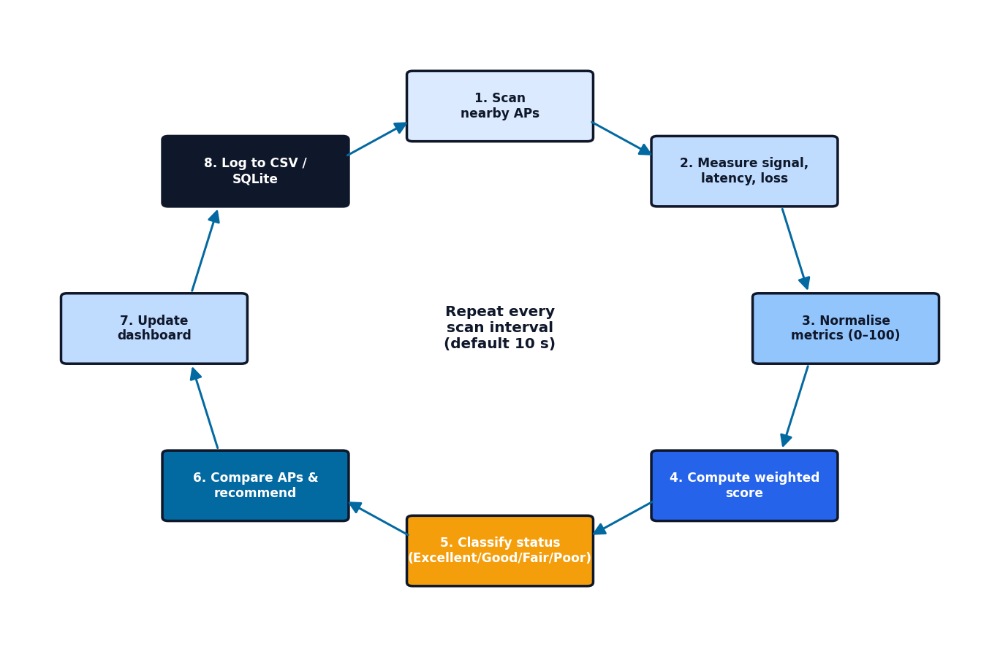 1. Scan
nearby APs
2. Measure signal,
latency, loss
3. Normalise
metrics (0–100)
4. Compute weighted
score
5. Classify status
(Excellent/Good/Fair/Poor)
6. Compare APs &
recommend
7. Update
dashboard
8. Log to CSV /
SQLite
Repeat every
scan interval
(default 10 s)